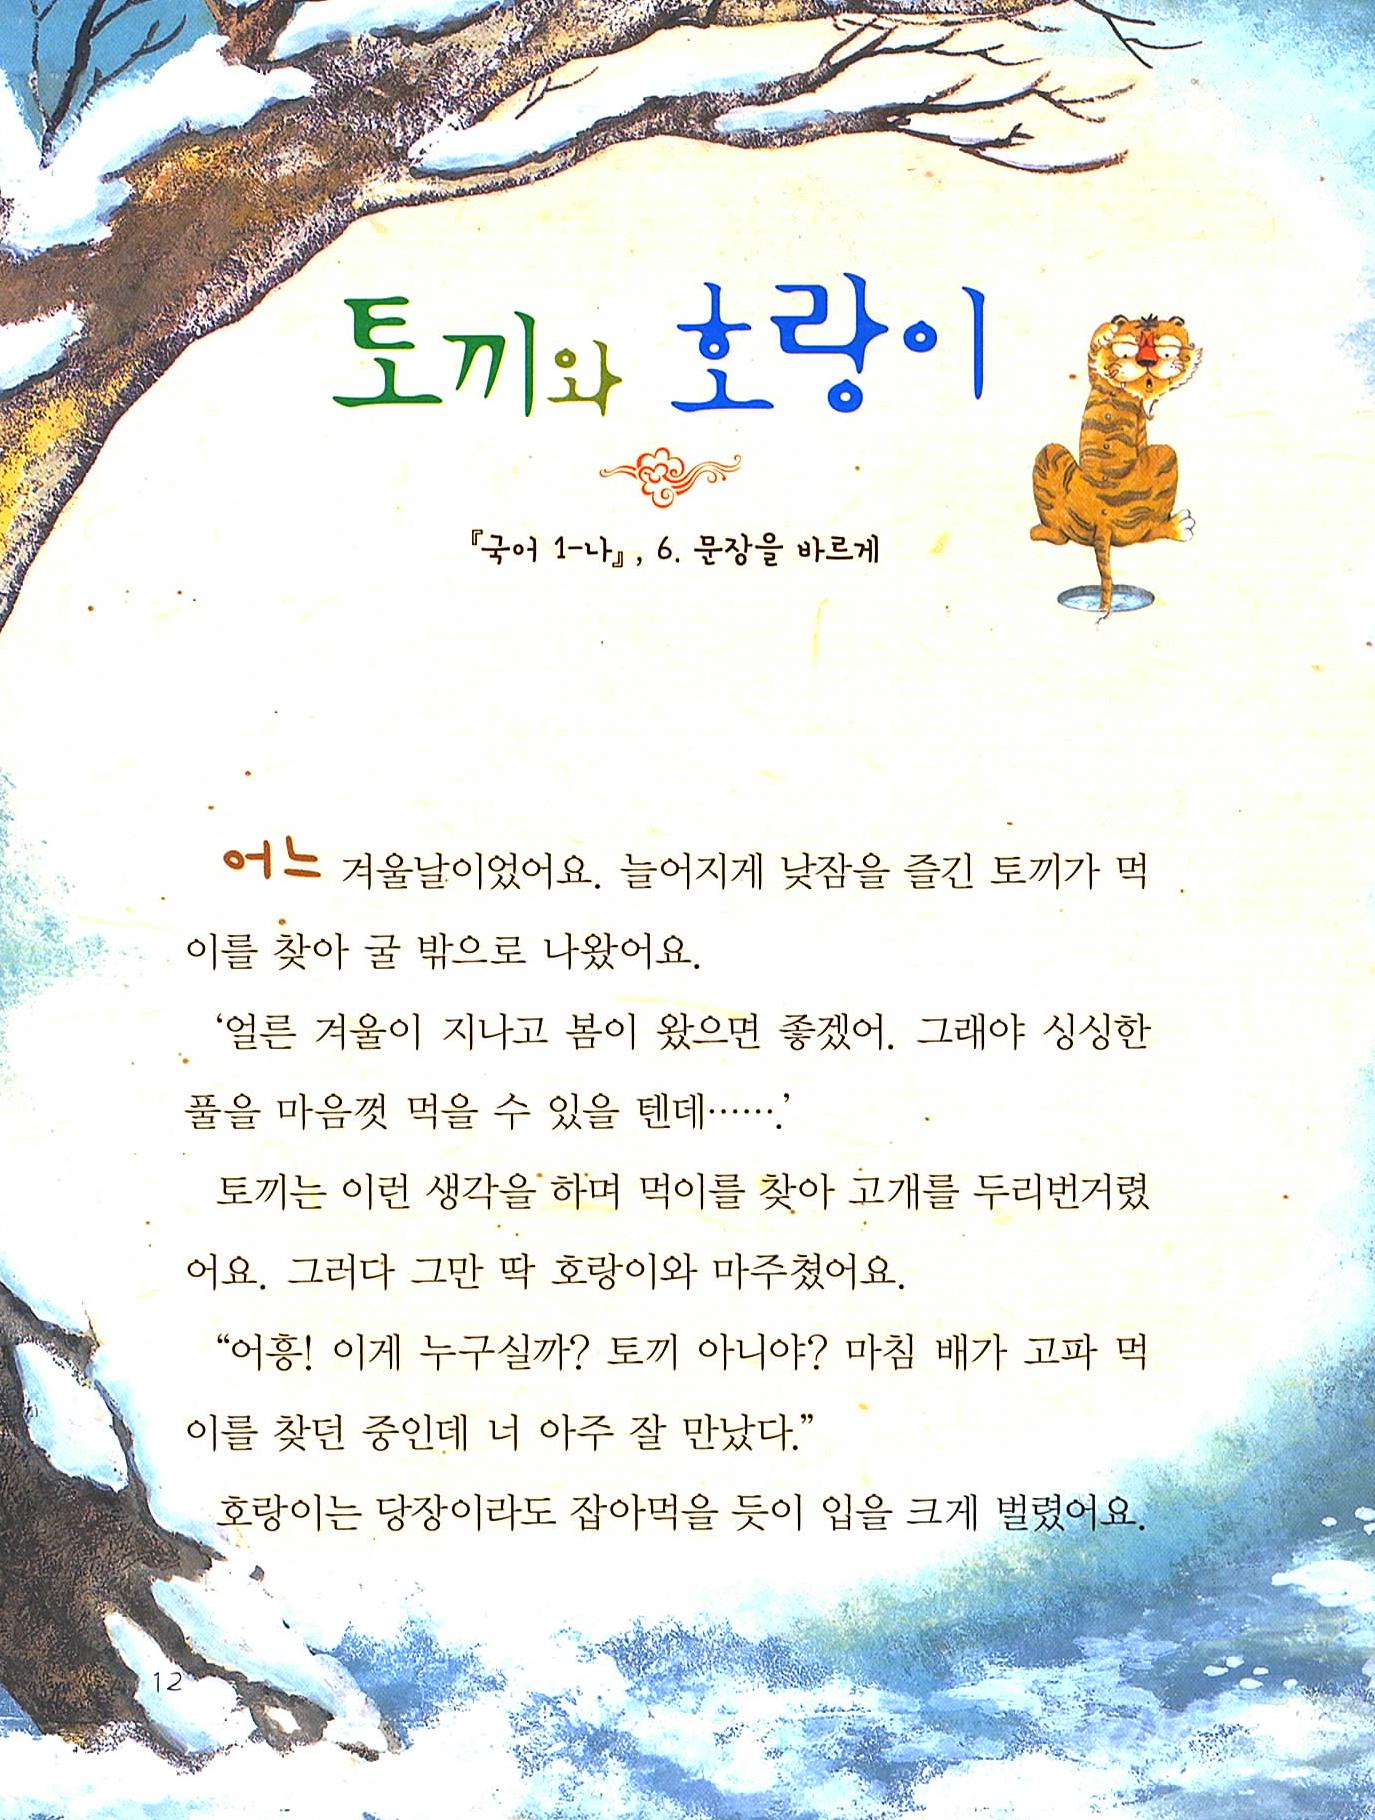 토끼와 호랑이
『국어 1-나』, 6. 문장을 바르게
어느 겨울날이었어요. 늘어지게 낮잠을 즐긴 토끼가 먹
이를 찾아 굴 밖으로 나왔어요.
‘얼른 겨울이 지나고 봄이 왔으면 좋겠어. 그래야 싱싱한
풀을 마음껏 먹을 수 있을 텐데…….’
토끼는 이런 생각을 하며 먹이를 찾아 고개를 두리번거렸
어요. 그러다 그만 딱 호랑이와 마주쳤어요.
“어흥! 이게 누구실까? 토끼 아니야? 마침 배가 고파 먹
이를 찾던 중인데 너 아주 잘 만났다.”
호랑이는 당장이라도 잡아먹을 듯이 입을 크게 벌렸어요.
12